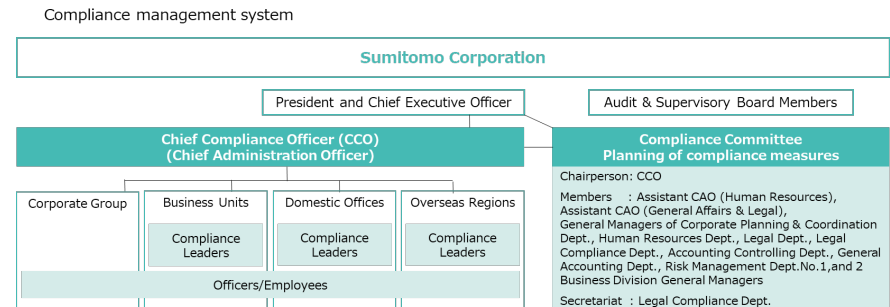 Compliance management system
Sumitomo Corporation
President and Chief Executive Officer
Audit & Supervisory Board Members
Chief Compliance Officer (CCO)
(Chief Administration Officer)
Compliance Committee
Planning of compliance measures
Corporate Group
Business Units
Domestic Offices
Overseas Regions
Compliance
Leaders
Compliance
Leaders
Compliance
Leaders
Officers/Employees
Chairperson: CCO
Members : Assistant CAO (Human Resources),
Assistant CAO (General Affairs & Legal),
General Managers of Corporate Planning & Coordination
Dept., Human Resources Dept., Legal Dept., Legal
Compliance Dept., Accounting Controlling Dept., General
Accounting Dept., Risk Management Dept.No.1,and 2
Business Division General Managers
Secretariat : Legal Compliance Dept.